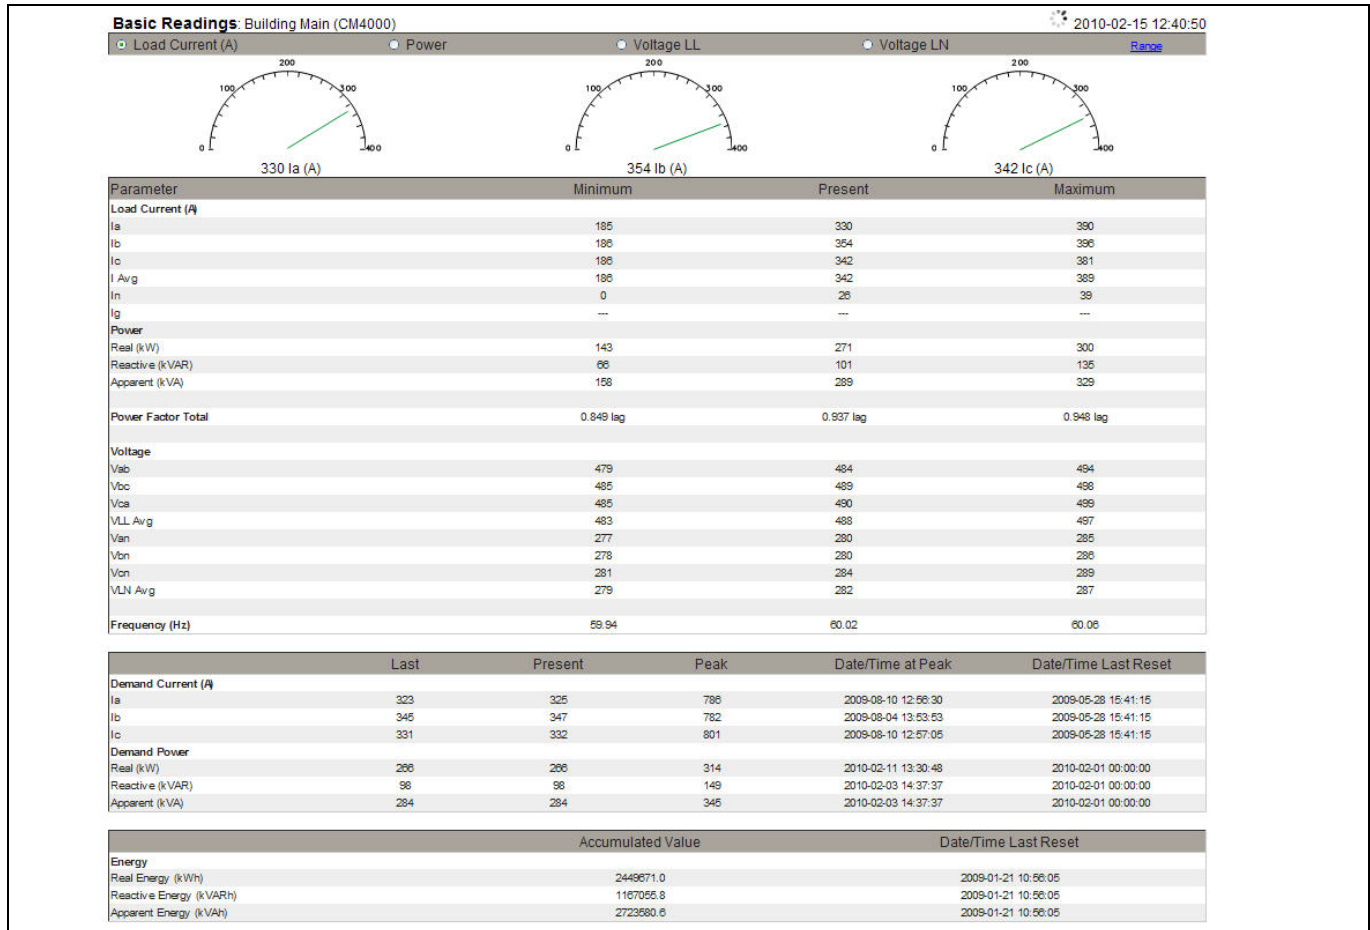 Basic Readings: Building Main (CM4000) 2010-02-15 12:40:50
Load Current (A) Power Voltage LL Voltage LN Range
0 100 200 300 400 0 100 200 300 400 0 100 200 300 400
330 Ia (A) 354 Ib (A) 342 Ic (A)
Parameter Minimum Present Maximum
Load Current (A)
Ia 185 330 390
Ib 186 354 396
Ic 186 342 381
I Avg 186 342 389
In 0 26 39
Ig --- --- ---
Power
Real (kW) 143 271 300
Reactive (kVAR) 66 101 135
Apparent (kVA) 158 289 329
Power Factor Total 0.849 lag 0.937 lag 0.948 lag
Voltage
Vab 479 484 494
Vbc 485 489 498
Vca 485 490 499
VLL Avg 483 488 497
Van 277 280 285
Vbn 278 280 286
Vcn 281 284 289
VLN Avg 279 282 287
Frequency (Hz) 59.94 60.02 60.06
Last Present Peak Date/Time at Peak Date/Time Last Reset
Demand Current (A)
Ia 323 325 786 2009-08-10 12:56:30 2009-05-28 15:41:15
Ib 345 347 782 2009-08-04 13:53:53 2009-05-28 15:41:15
Ic 331 332 801 2009-08-10 12:57:05 2009-05-28 15:41:15
Demand Power
Real (kW) 266 266 314 2010-02-11 13:30:48 2010-02-01 00:00:00
Reactive (kVAR) 98 98 149 2010-02-03 14:37:37 2010-02-01 00:00:00
Apparent (kVA) 284 284 345 2010-02-03 14:37:37 2010-02-01 00:00:00
Accumulated Value Date/Time Last Reset
Energy
Real Energy (kWh) 2449671.0 2009-01-21 10:56:05
Reactive Energy (kVARh) 1167055.8 2009-01-21 10:56:05
Apparent Energy (kVAh) 2723580.6 2009-01-21 10:56:05